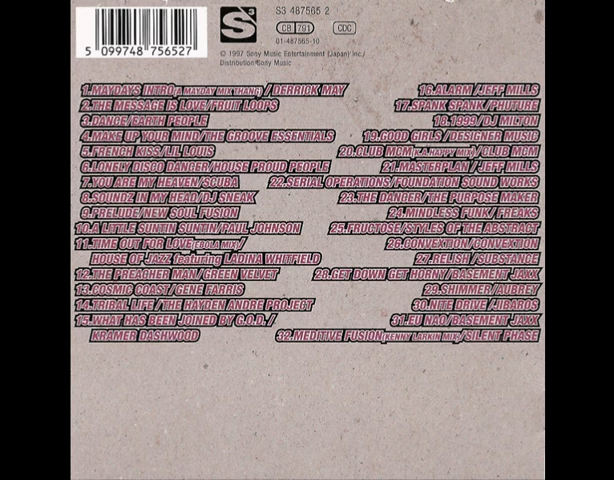 5 099748 756527
S3
S3 487565 2
CB 791
CDC
01-487565-10
℗ 1997 Sony Music Entertainment (Japan) Inc./
Distribution Sony Music
1.MAYDAYS INTRO(A MAYDAY MIX THANG) / DERRICK MAY
2.THE MESSAGE IS LOVE/FRUIT LOOPS
3.DANCE/EARTH PEOPLE
4.MAKE UP YOUR MIND/THE GROOVE ESSENTIALS
5.FRENCH KISS/LIL LOUIS
6.LONELY DISCO DANCER/HOUSE PROUD PEOPLE
7.YOU ARE MY HEAVEN/SCUBA
8.SOUNDZ IN MY HEAD/DJ SNEAK
9.PRELUDE/NEW SOUL FUSION
10.A LITTLE SUNTIN SUNTIN/PAUL JOHNSON
11.TIME OUT FOR LOVE(EBOLA MIX)/
HOUSE OF JAZZ featuring LADINA WHITFIELD
12.THE PREACHER MAN/GREEN VELVET
13.COSMIC COAST/GENE FARRIS
14.TRIBAL LIFE /THE HAYDEN ANDRE PROJECT
15.WHAT HAS BEEN JOINED BY G.O.D. /
KRAMER DASHWOOD
16.ALARM /JEFF MILLS
17.SPANK SPANK/PHUTURE
18.1999/DJ MILTON
19.GOOD GIRLS / DESIGNER MUSIC
20.CLUB MCM(K.A.HAPPY MIX)/CLUB MCM
21.MASTERPLAN / JEFF MILLS
22.SERIAL OPERATIONS/FOUNDATION SOUND WORKS
23.THE DANGER/ THE PURPOSE MAKER
24.MINDLESS FUNK/ FREAKS
25.FRUCTOSE/STYLES OF THE ABSTRACT
26.CONVEXTION/CONVEXTION
27.RELISH/SUBSTANCE
28.GET DOWN GET HORNY/BASEMENT JAXX
29.SHIMMER/AUBREY
30.NITE DRIVE /JIBAROS
31.EU NAO/BASEMENT JAXX
32.MEDITIVE FUSION(KENNY LARKIN MIX)/SILENT PHASE